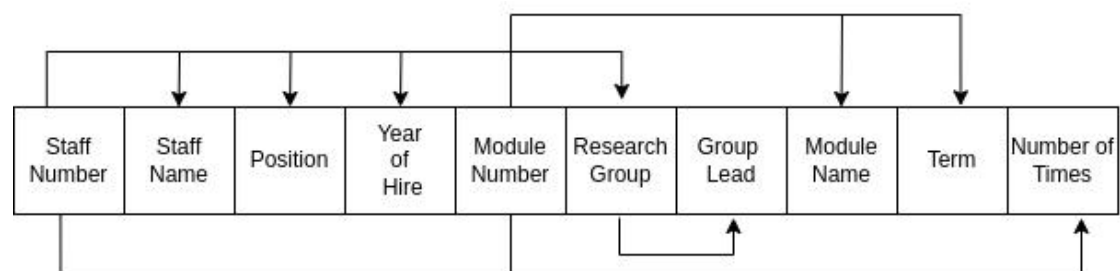 Staff Number
Staff Name
Position
Year of Hire
Module Number
Research Group
Group Lead
Module Name
Term
Number of Times